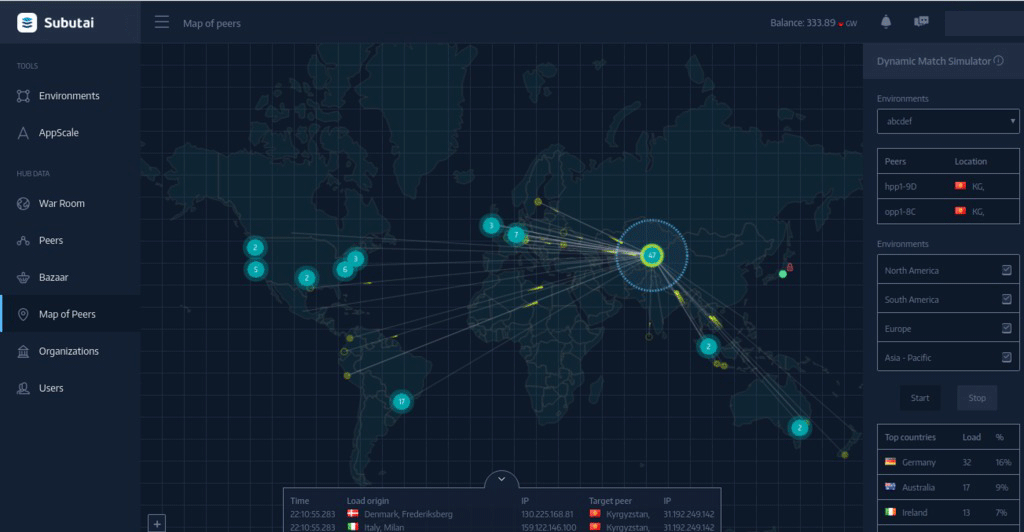 Subutai
Map of peers
Balance: 333.89 GW
TOOLS
Environments
AppScale
HUB DATA
War Room
Peers
Bazaar
Map of Peers
Organizations
Users
2
5
2
3
6
17
3
7
47
2
2
Time Load origin IP Target peer IP
22:10:55.283 Denmark, Frederiksberg 130.225.168.81 Kyrgyzstan, 31.192.249.142
22:10:55.283 Italy, Milan 159.122.146.100 Kyrgyzstan, 31.192.249.142
Dynamic Match Simulator
Environments
abcdef
Peers Location
hpp1-9D KG,
opp1-8C KG,
Environments
North America
South America
Europe
Asia - Pacific
Start Stop
Top countries Load %
Germany 32 16%
Australia 17 9%
Ireland 13 7%